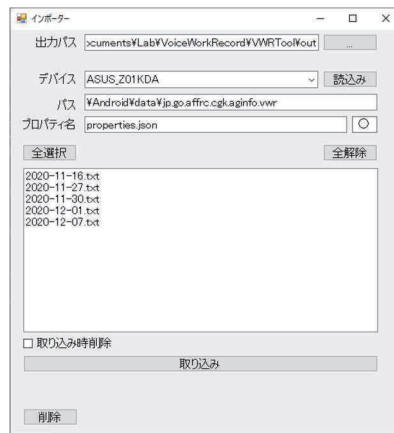 インポーター
出力パス ocuments¥Lab¥VoiceWorkRecord¥VWRTool¥out ...
デバイス ASUS_Z01KDA 読込み
パス ¥Android¥data¥jp.go.affrc.cgk.aginfo.vwr
プロパティ名 properties.json ○
全選択 全解除
2020-11-16.txt
2020-11-27.txt
2020-11-30.txt
2020-12-01.txt
2020-12-07.txt
取り込み時削除
取り込み
削除